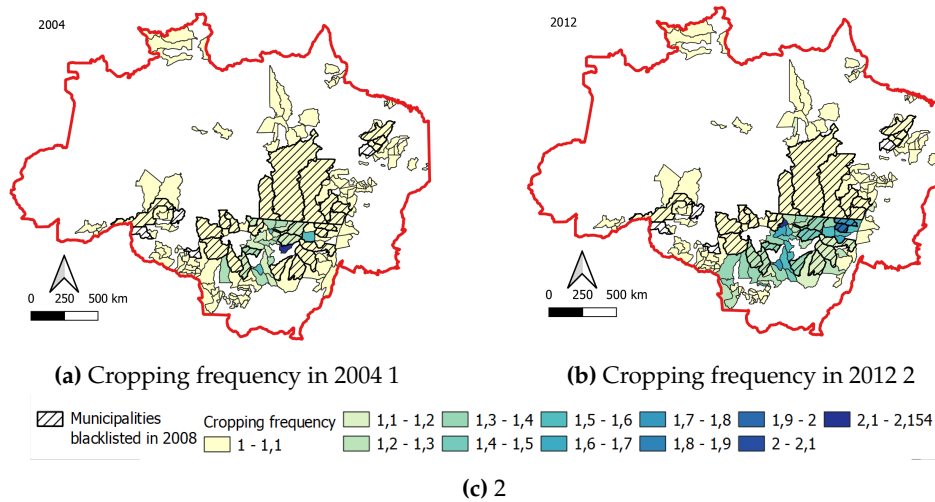 2004
2012
0 250 500 km
0 250 500 km
(a) Cropping frequency in 2004 1
(b) Cropping frequency in 2012 2
Municipalities
blacklisted in 2008
Cropping frequency
1 - 1,1
1,1 - 1,2
1,2 - 1,3
1,3 - 1,4
1,4 - 1,5
1,5 - 1,6
1,6 - 1,7
1,7 - 1,8
1,8 - 1,9
1,9 - 2
2 - 2,1
2,1 - 2,154
(c) 2